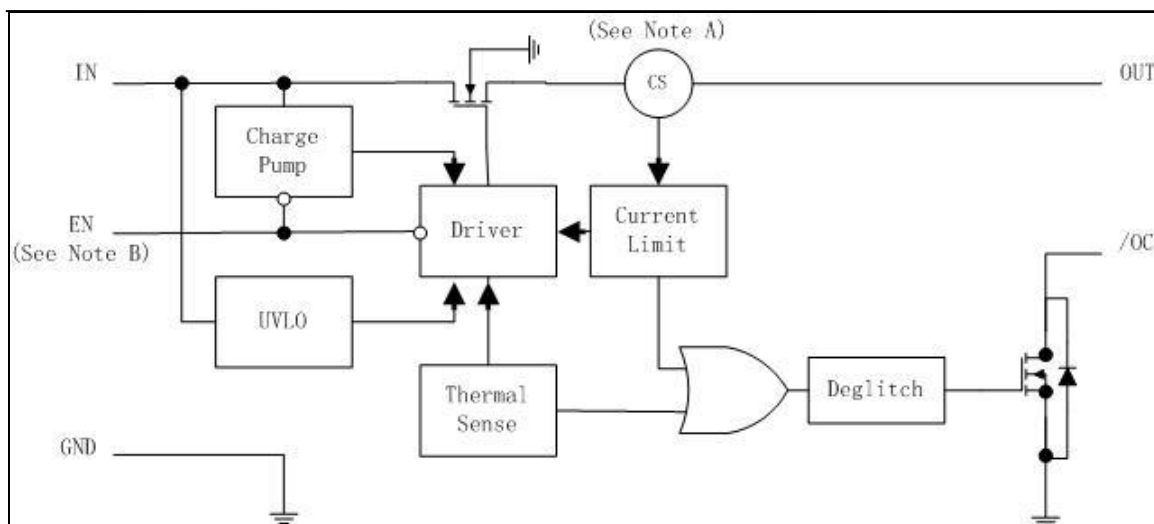 (See Note A)
IN
CS
OUT
Charge
Pump
EN
(See Note B)
Driver
Current
Limit
/OC
UVLO
Thermal
Sense
Deglitch
GND